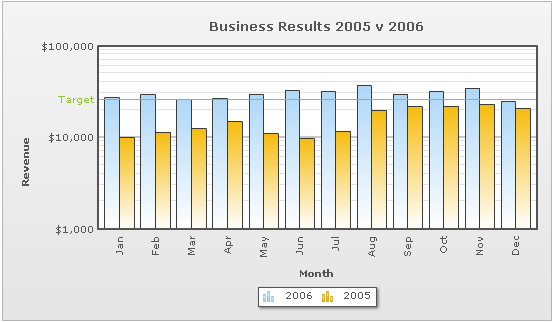 Business Results 2005 v 2006
$100,000
Target
$10,000
$1,000
Revenue
Jan
Feb
Mar
Apr
May
Jun
Jul
Aug
Sep
Oct
Nov
Dec
Month
2006 2005